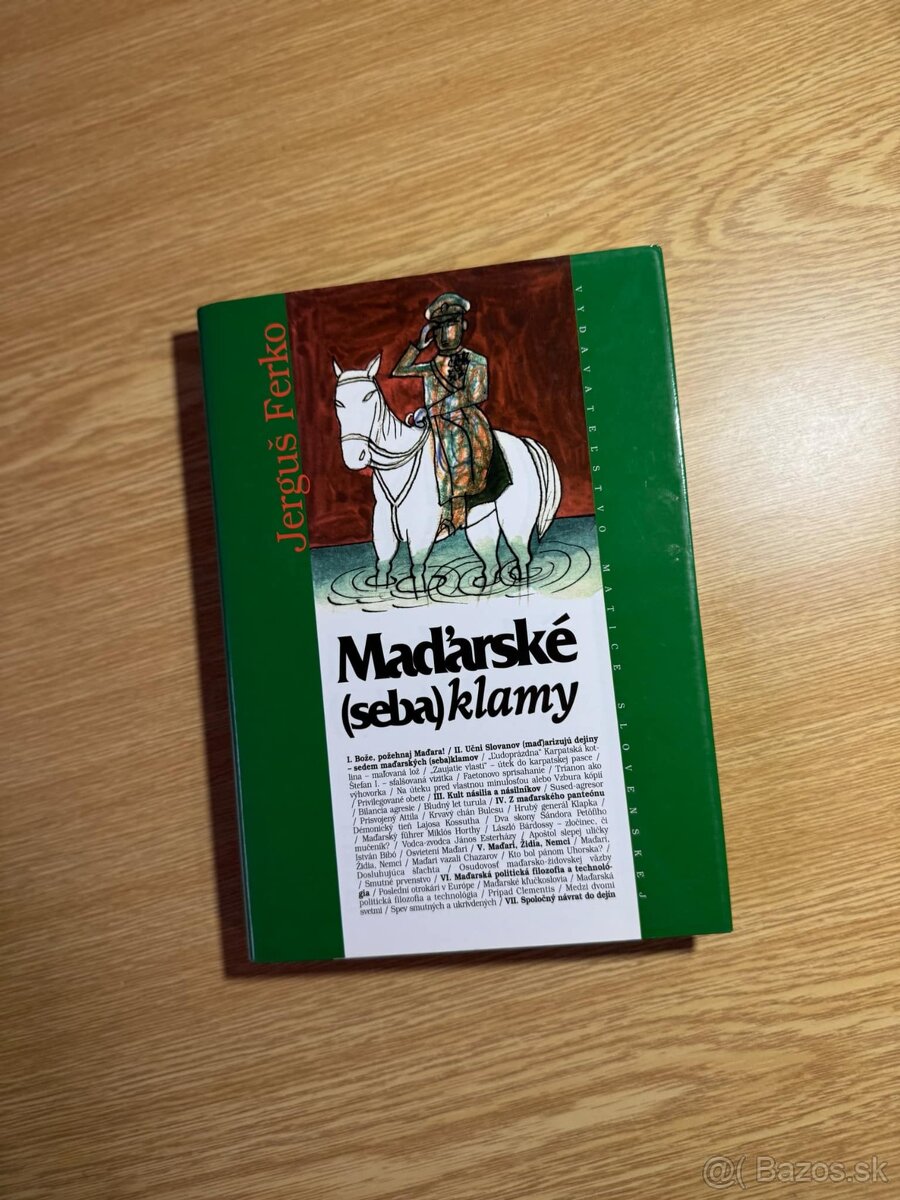 Jerguš Ferko
VYDAVATEĽSTVO MATICE SLOVENSKEJ
Maďarské
(seba)klamy
I. Bože, požehnaj Maďara! / II. Učni Slovanov (maď)arizujú dejiny
– sedem maďarských (seba)klamov / „Ľudoprázdna" Karpatská kot-
lina – maľovaná lož / „Zaujatie vlasti" – útek do karpatskej pasce /
Štefan I. – sfalšovaná vizitka / Faetonovo sprisahanie / Trianon ako
výhovorka / Na úteku pred vlastnou minulosťou alebo Vzbura kópií
/ Privilegované obete / III. Kult násilia a násilníkov / Sused-agresor
/ Bilancia agresie / Bludný let turula / IV. Z maďarského panteónu
/ Prisvojený Attila / Krvavý chán Bulcsu / Hrubý generál Klapka /
Démonický tieň Lajosa Kossutha / Dva skony Sándora Petőfiho
/ Maďarský führer Miklós Horthy / László Bárdossy – zločinec, či
mučeník? / Vodca-zvodca János Esterházy / Apoštol slepej uličky
István Bibó / Osvietení Maďari / V. Maďari, Židia, Nemci / Maďari,
Židia, Nemci / Maďari vazali Chazarov / Kto bol pánom Uhorska? /
Dosluhujúca šľachta / Osudovosť maďarsko-židovskej väzby
/ Smutné prvenstvo / VI. Maďarská politická filozofia a technoló-
gia / Poslední otrokári v Európe / Maďarské kľučkoslovia / Maďarská
politická filozofia a technológia / Prípad Clementis / Medzi dvomi
svetmi / Spev smutných a ukrivdených / VII. Spoločný návrat do dejín
@( Bazos.sk